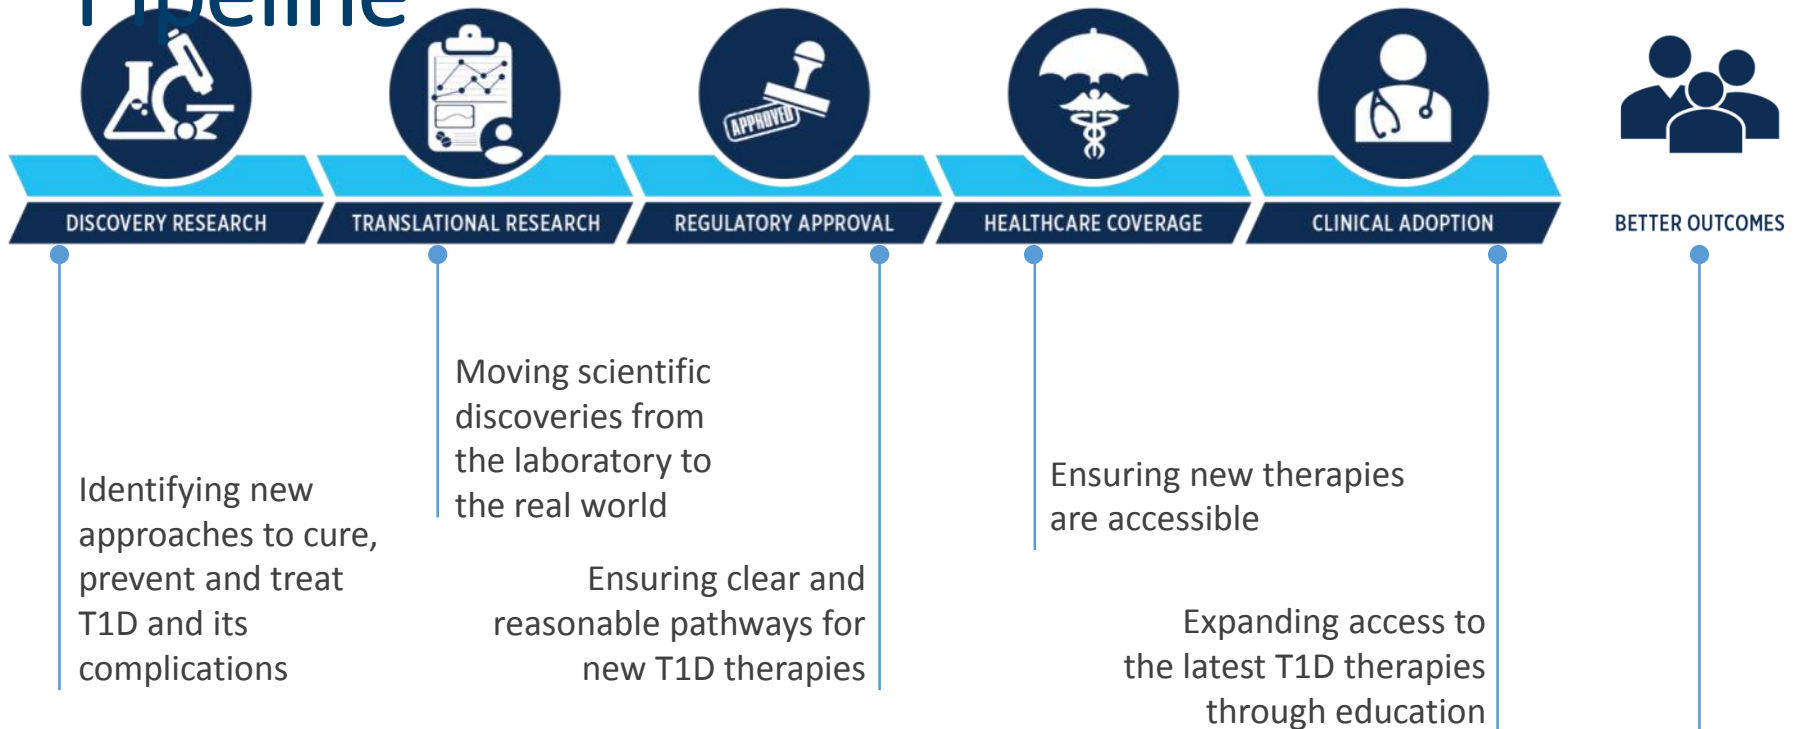 Pipeline
APPROVED
DISCOVERY RESEARCH
TRANSLATIONAL RESEARCH
REGULATORY APPROVAL
HEALTHCARE COVERAGE
CLINICAL ADOPTION
BETTER OUTCOMES
Identifying new
approaches to cure,
prevent and treat
T1D and its
complications
Moving scientific
discoveries from
the laboratory to
the real world
Ensuring clear and
reasonable pathways for
new T1D therapies
Ensuring new therapies
are accessible
Expanding access to
the latest T1D therapies
through education